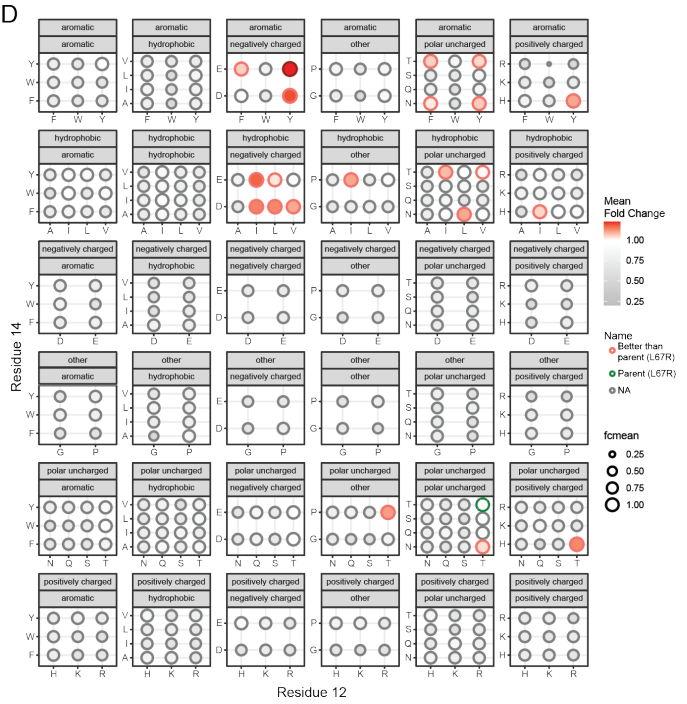 D
aromatic aromatic aromatic aromatic aromatic aromatic
aromatic hydrophobic negatively charged other polar uncharged positively charged
Y W F
V L I A
E D
P G
T S Q N
R K H
F W Y F W Y F W Y F W Y F W Y F W Y
hydrophobic hydrophobic hydrophobic hydrophobic hydrophobic hydrophobic
aromatic hydrophobic negatively charged other polar uncharged positively charged
Y W F
V L I A
E D
P G
T S Q N
R K H
A I L V A I L V A I L V A I L V A I L V A I L V
negatively charged negatively charged negatively charged negatively charged negatively charged negatively charged
aromatic hydrophobic negatively charged other polar uncharged positively charged
Y W F
V L I A
E D
P G
T S Q N
R K H
D E D E D E D E D E D E
other other other other other other
aromatic hydrophobic negatively charged other polar uncharged positively charged
Y W F
V L I A
E D
P G
T S Q N
R K H
G P G P G P G P G P G P
polar uncharged polar uncharged polar uncharged polar uncharged polar uncharged polar uncharged
aromatic hydrophobic negatively charged other polar uncharged positively charged
Y W F
V L I A
E D
P G
T S Q N
R K H
N Q S T N Q S T N Q S T N Q S T N Q S T N Q S T
positively charged positively charged positively charged positively charged positively charged positively charged
aromatic hydrophobic negatively charged other polar uncharged positively charged
Y W F
V L I A
E D
P G
T S Q N
R K H
H K R H K R H K R H K R H K R H K R
Residue 14
Residue 12
Mean
Fold Change
1.00
0.75
0.50
0.25
Name
Better than
parent (L67R)
Parent (L67R)
NA
fcmean
0.25
0.50
0.75
1.00